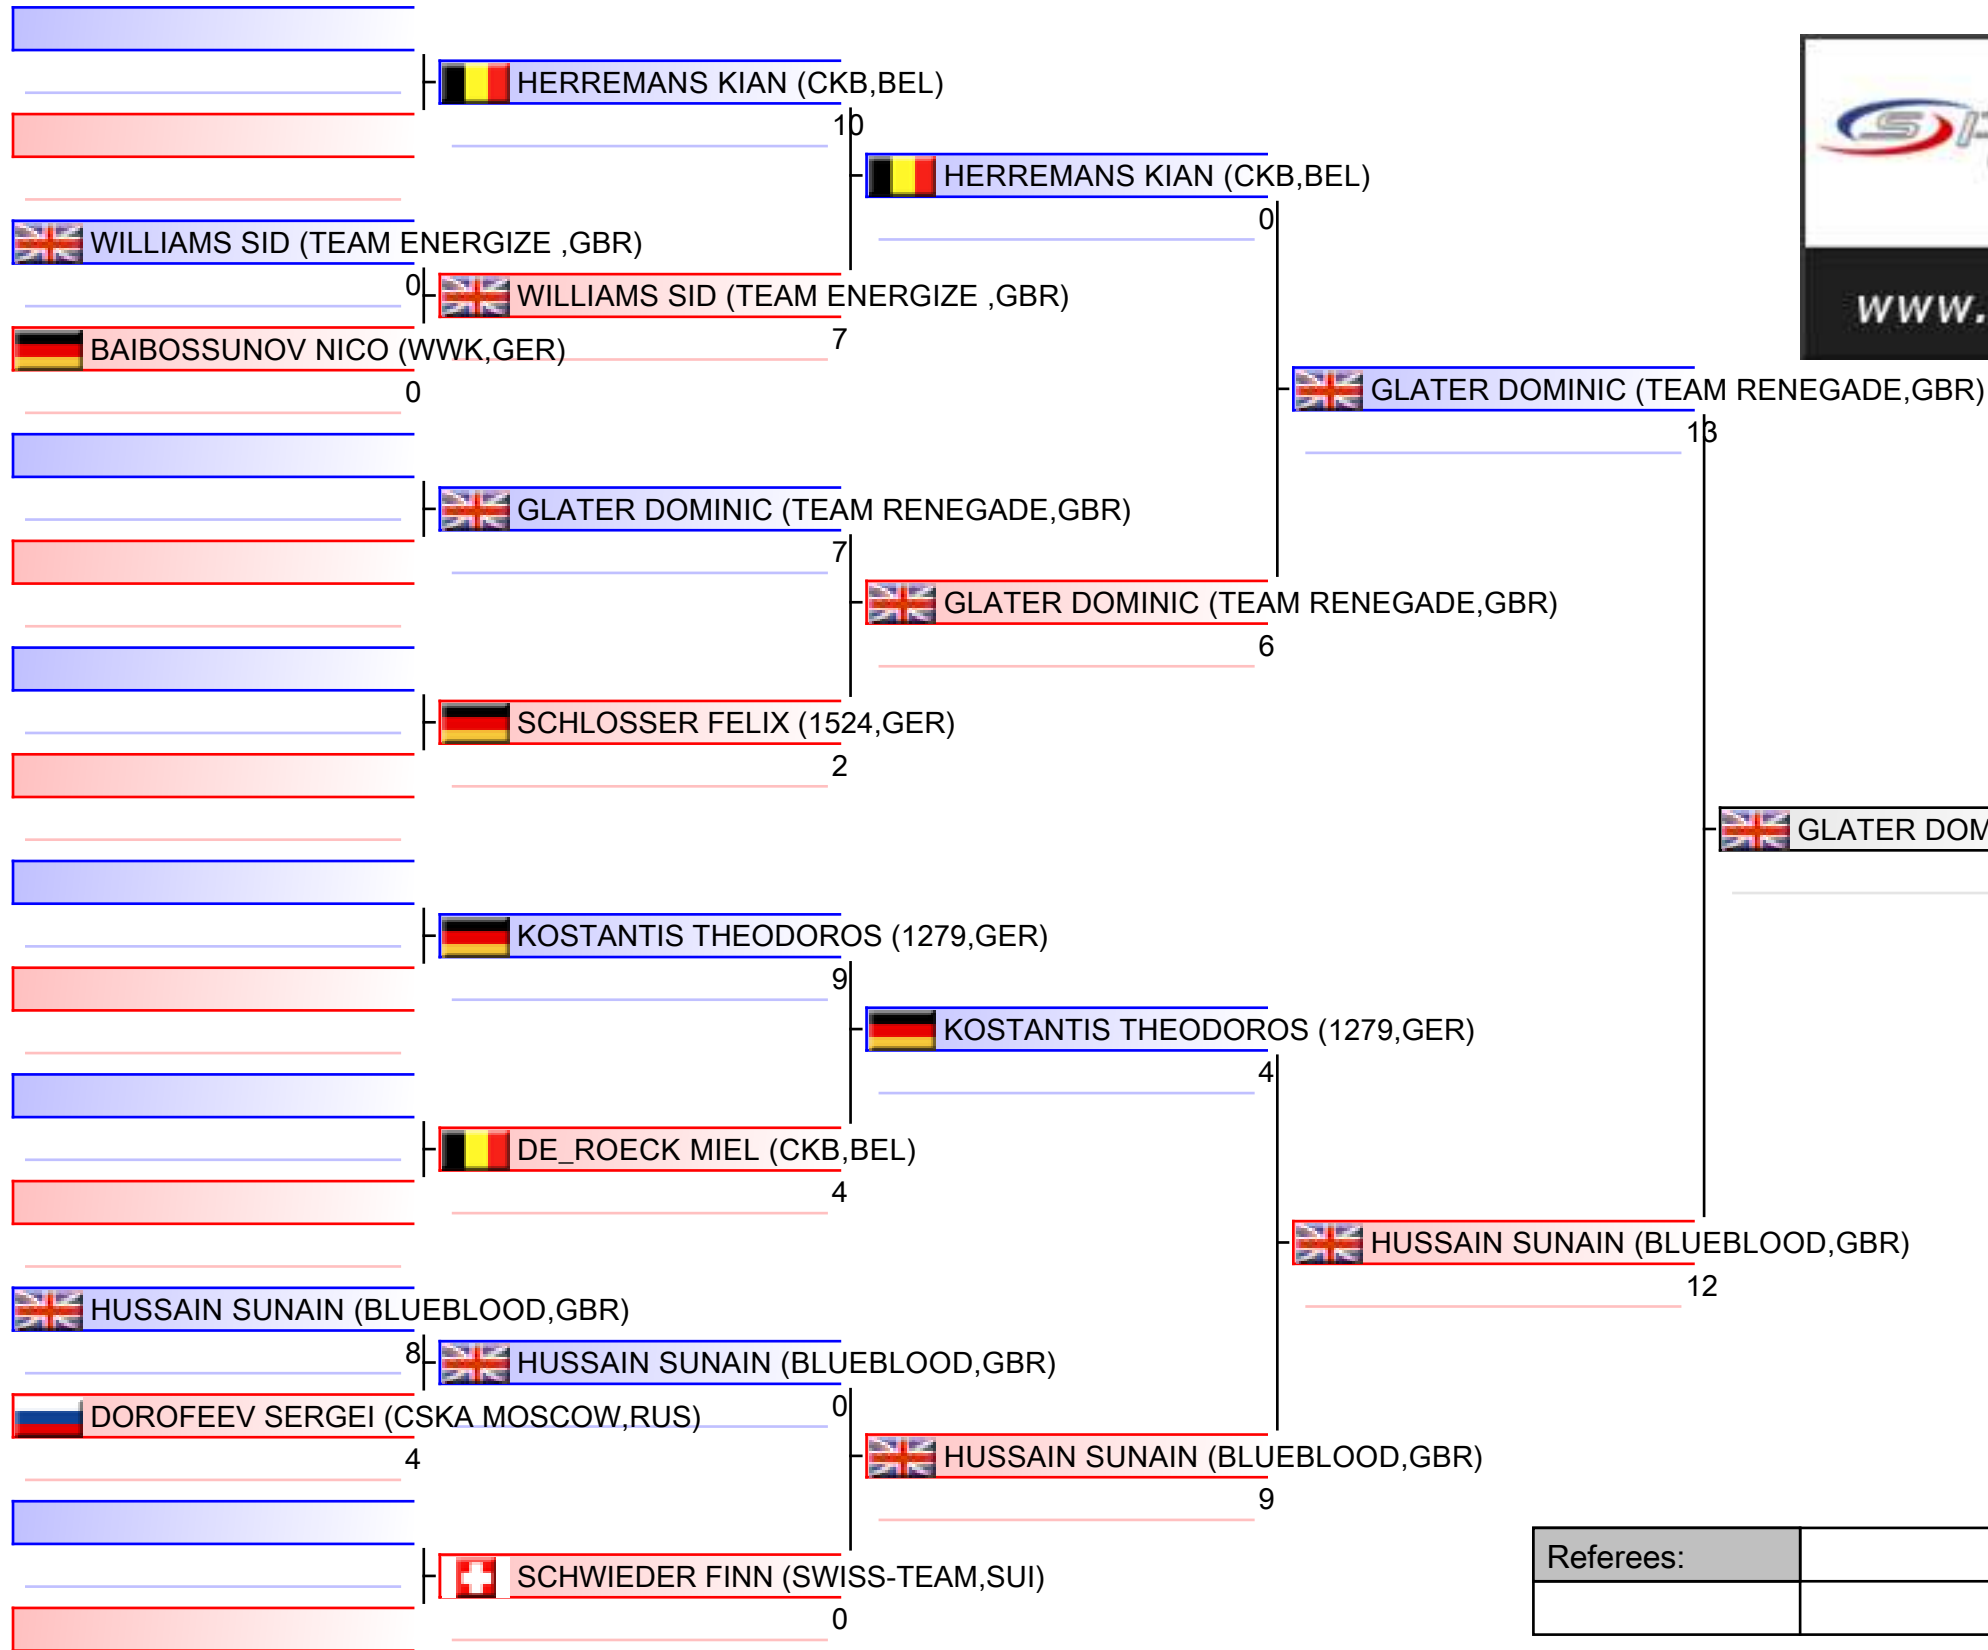 HERREMANS KIAN (CKB,BEL)
10
HERREMANS KIAN (CKB,BEL)
0
WILLIAMS SID (TEAM ENERGIZE ,GBR)
0
WILLIAMS SID (TEAM ENERGIZE ,GBR)
7
BAIBOSSUNOV NICO (WWK,GER)
0
www.
GLATER DOMINIC (TEAM RENEGADE,GBR)
13
GLATER DOMINIC (TEAM RENEGADE,GBR)
7
GLATER DOMINIC (TEAM RENEGADE,GBR)
6
SCHLOSSER FELIX (1524,GER)
2
GLATER DOM
KOSTANTIS THEODOROS (1279,GER)
9
KOSTANTIS THEODOROS (1279,GER)
4
DE_ROECK MIEL (CKB,BEL)
4
HUSSAIN SUNAIN (BLUEBLOOD,GBR)
12
HUSSAIN SUNAIN (BLUEBLOOD,GBR)
8
HUSSAIN SUNAIN (BLUEBLOOD,GBR)
0
DOROFEEV SERGEI (CSKA MOSCOW,RUS)
4
HUSSAIN SUNAIN (BLUEBLOOD,GBR)
9
SCHWIEDER FINN (SWISS-TEAM,SUI)
0
Referees: